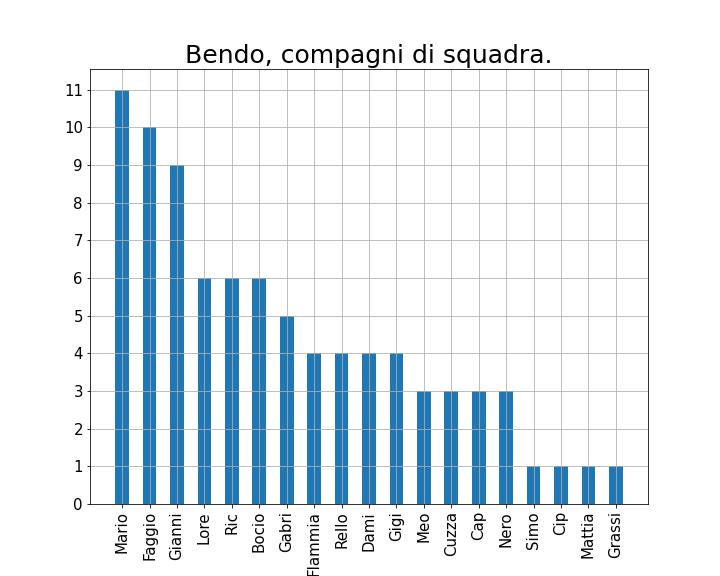 Bendo, compagni di squadra.
11
10
9
8
7
6
5
4
3
2
1
0
Mario
Faggio
Gianni
Lore
Ric
Bocio
Gabri
Flammia
Rello
Dami
Gigi
Meo
Cuzza
Cap
Nero
Simo
Cip
Mattia
Grassi